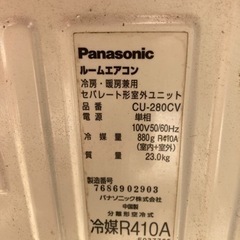 Panasonic
ルームエアコン
冷房・暖房兼用
セパレート形室外ユニット
品番 CU-280CV
電源 単相
100V50/60Hz
冷媒量 880g R410A
(室内+室外)
質量 23.0kg
製造番号
7686902903
パナソニック株式会社
中国製
分離形空冷式
冷媒R410A